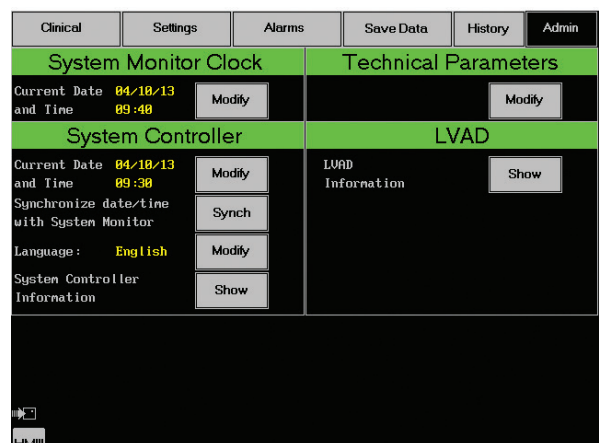 Clinical Settings Alarms Save Data History Admin
System Monitor Clock
Current Date 04/10/13
and Time 09:40
Modify
Technical Parameters
Modify
System Controller
Current Date 04/10/13
and Time 09:30
Modify
Synchronize date/time
with System Monitor
Synch
Language: English
Modify
System Controller
Information
Show
LVAD
LVAD
Information
Show